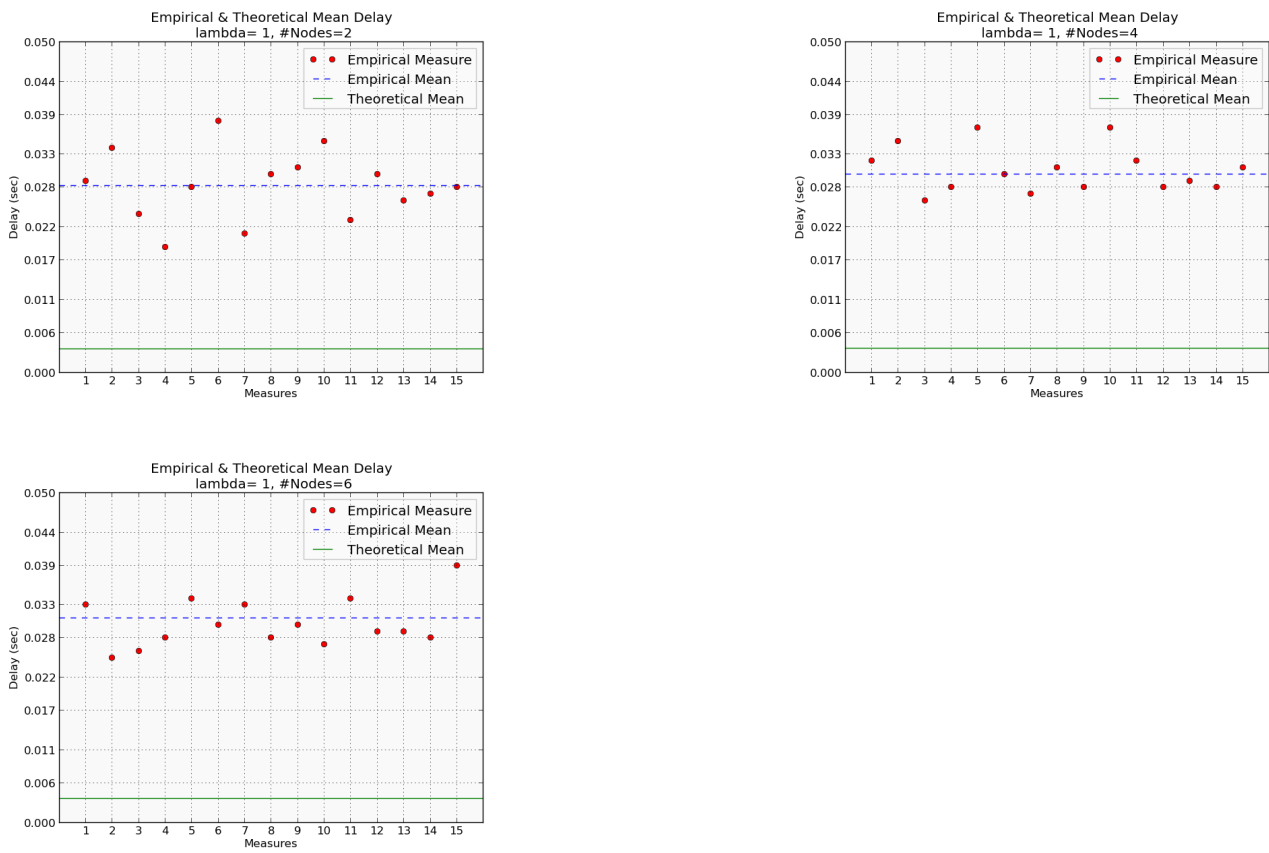 Empirical & Theoretical Mean Delay
lambda= 1, #Nodes=2
Empirical Measure
Empirical Mean
Theoretical Mean
0.050
0.044
0.039
0.033
0.028
0.022
0.017
0.011
0.006
0.000
Delay (sec)
1 2 3 4 5 6 7 8 9 10 11 12 13 14 15
Measures
Empirical & Theoretical Mean Delay
lambda= 1, #Nodes=4
Empirical Measure
Empirical Mean
Theoretical Mean
0.050
0.044
0.039
0.033
0.028
0.022
0.017
0.011
0.006
0.000
Delay (sec)
1 2 3 4 5 6 7 8 9 10 11 12 13 14 15
Measures
Empirical & Theoretical Mean Delay
lambda= 1, #Nodes=6
Empirical Measure
Empirical Mean
Theoretical Mean
0.050
0.044
0.039
0.033
0.028
0.022
0.017
0.011
0.006
0.000
Delay (sec)
1 2 3 4 5 6 7 8 9 10 11 12 13 14 15
Measures